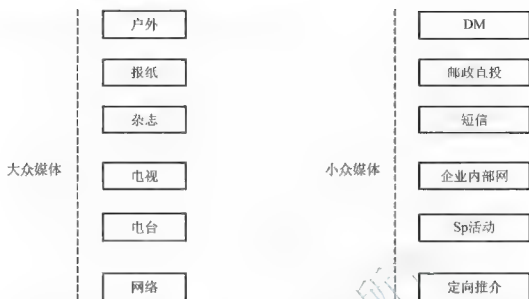 户外
报纸
杂志
大众媒体
电视
电台
网络
DM
邮政直投
短信
小众媒体
企业内部网
Sp活动
定向推介